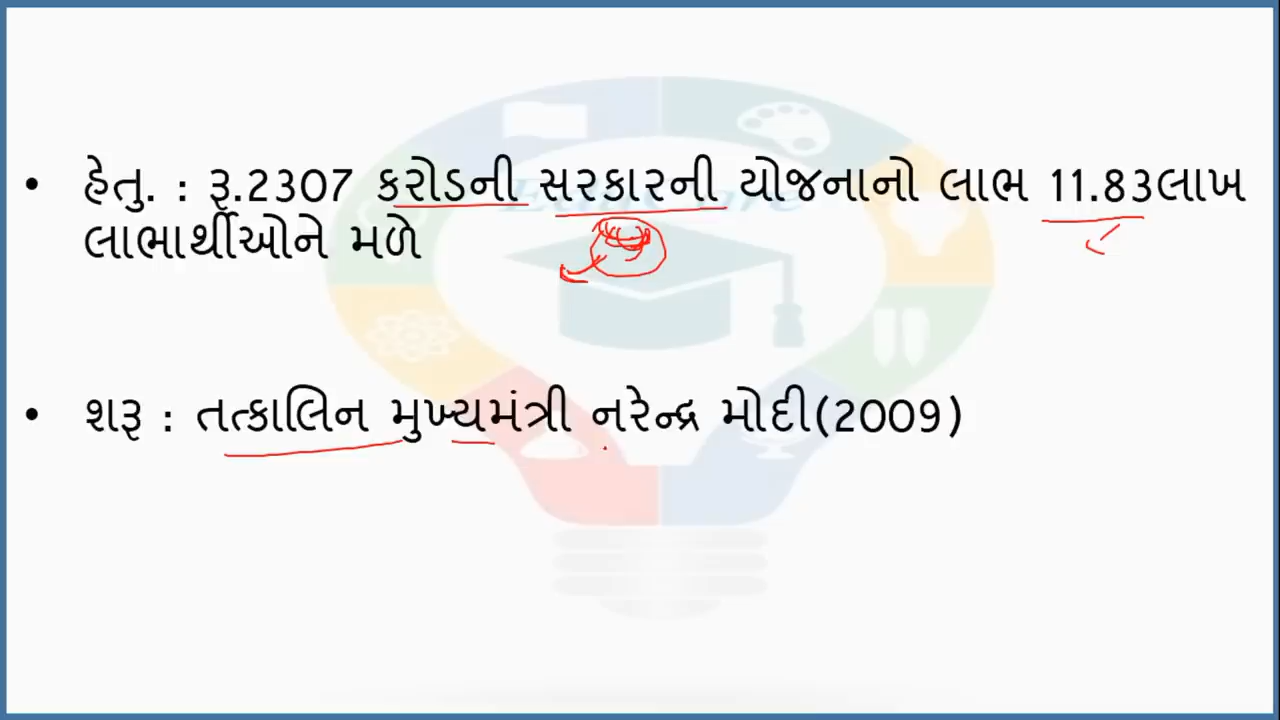 • હેતુ. : રૂ.2307 કરોડની સરકારની યોજનાનો લાભ 11.83લાખ
લાભાર્થીઓને મળે
• શરૂ : તત્કાલિન મુખ્યમંત્રી નરેન્દ્ર મોદી(2009)